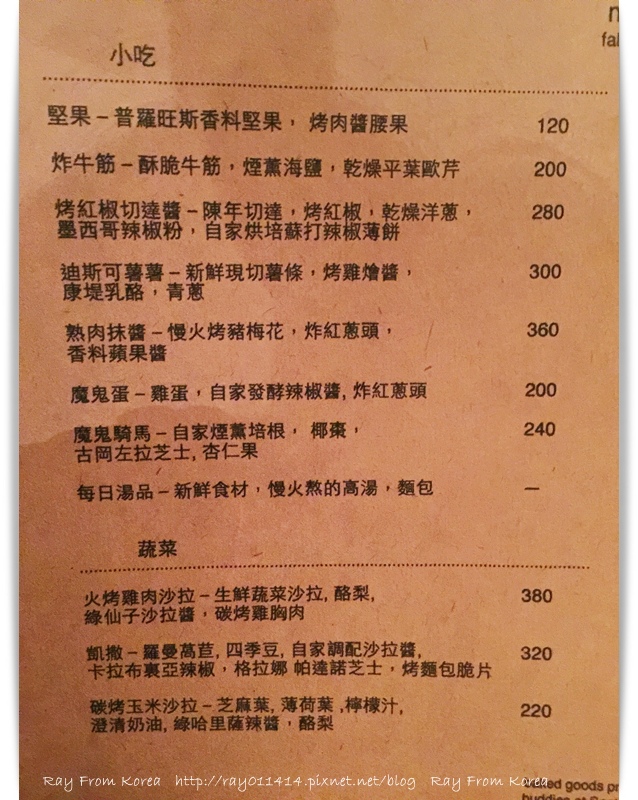 小吃
堅果 – 普羅旺斯香料堅果， 烤肉醬腰果 120
炸牛筋 – 酥脆牛筋，煙薰海鹽，乾燥平葉歐芹 200
烤紅椒切達醬 – 陳年切達，烤紅椒，乾燥洋蔥， 280
墨西哥辣椒粉，自家烘培蘇打辣椒薄餅
迪斯可薯薯 – 新鮮現切薯條，烤雞燴醬， 300
康堤乳酪，青蔥
熟肉抹醬 – 慢火烤豬梅花，炸紅蔥頭， 360
香料蘋果醬
魔鬼蛋 – 雞蛋，自家發酵辣椒醬, 炸紅蔥頭 200
魔鬼騎馬 – 自家煙薰培根， 椰棗， 240
古岡左拉芝士, 杏仁果
每日湯品 – 新鮮食材，慢火熬的高湯，麵包 —
蔬菜
火烤雞肉沙拉 – 生鮮蔬菜沙拉, 酪梨, 380
綠仙子沙拉醬，碳烤雞胸肉
凱撒 – 羅曼萵苣, 四季豆, 自家調配沙拉醬, 320
卡拉布裏亞辣椒，格拉娜 帕達諾芝士，烤麵包脆片
碳烤玉米沙拉 – 芝麻葉, 薄荷葉 ,檸檬汁, 220
澄清奶油, 綠哈里薩辣醬，酪梨
Ray From Korea http://ray011414.pixnet.net/blog Ray From Korea
goods